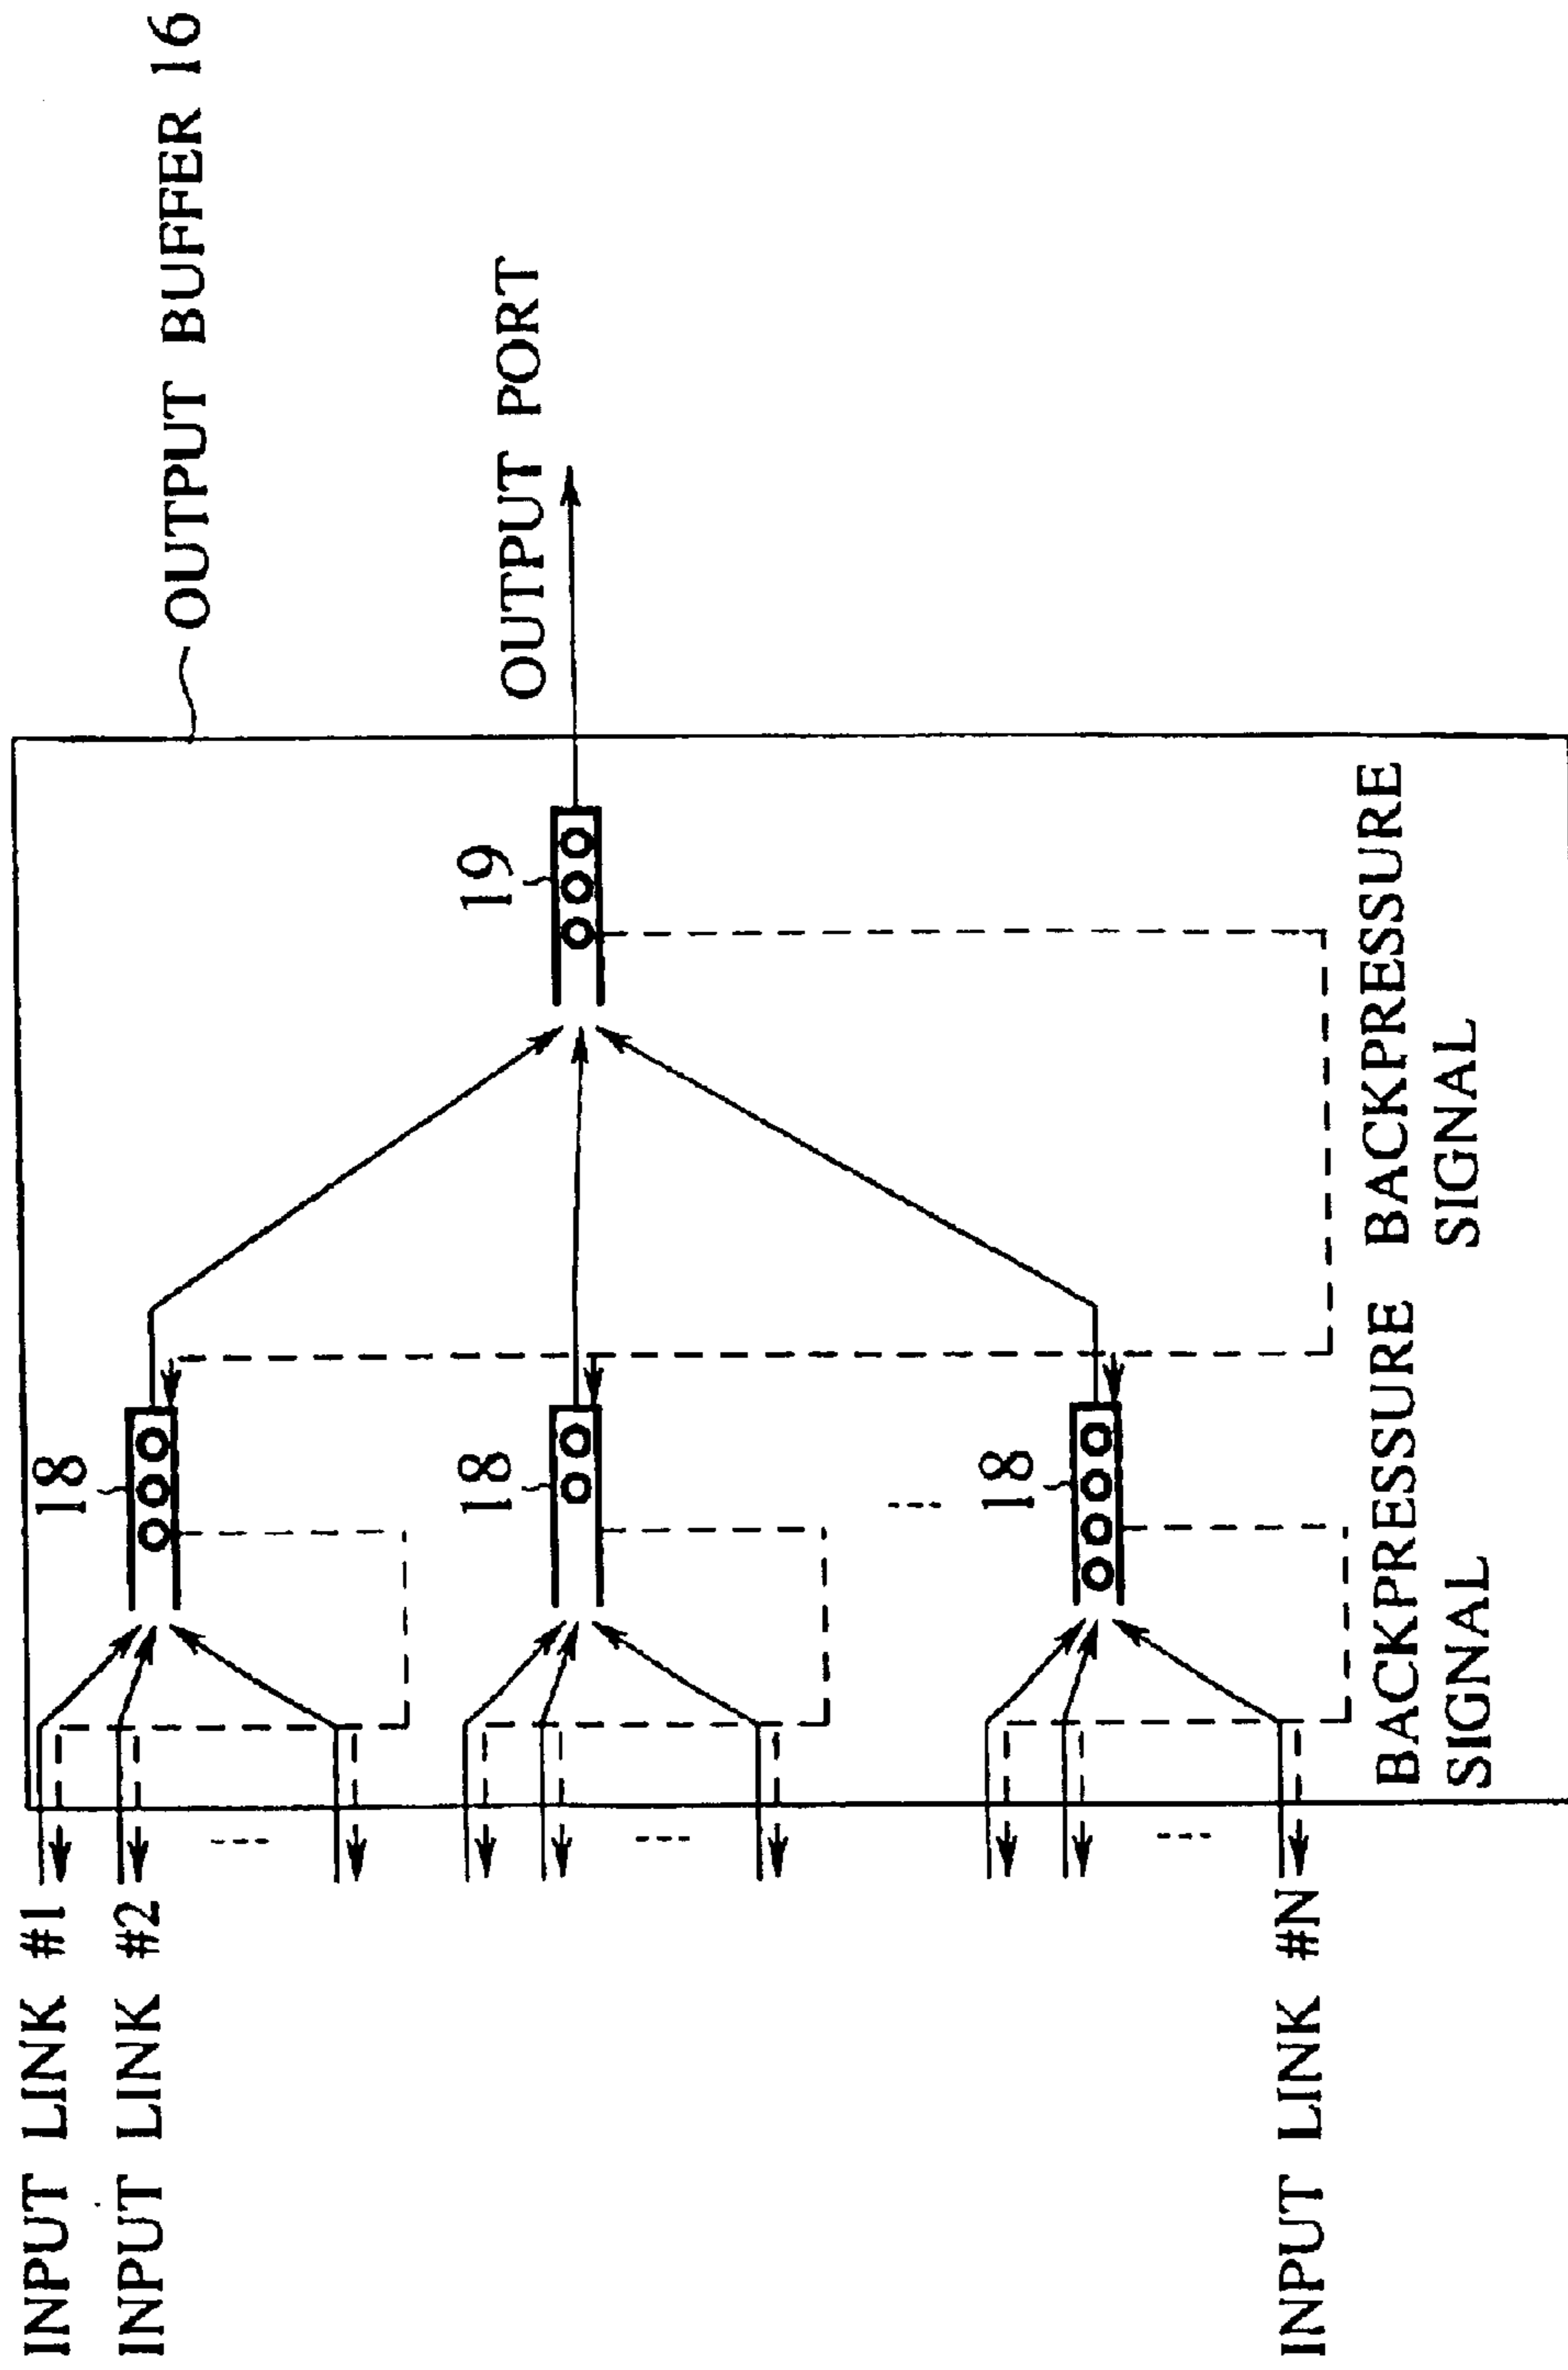 OUTPUT BUFFER 16
INPUT LINK #1
INPUT LINK #2
18
19
OUTPUT PORT
18
18
INPUT LINK #N
BACKPRESSURE
SIGNAL
BACKPRESSURE
SIGNAL